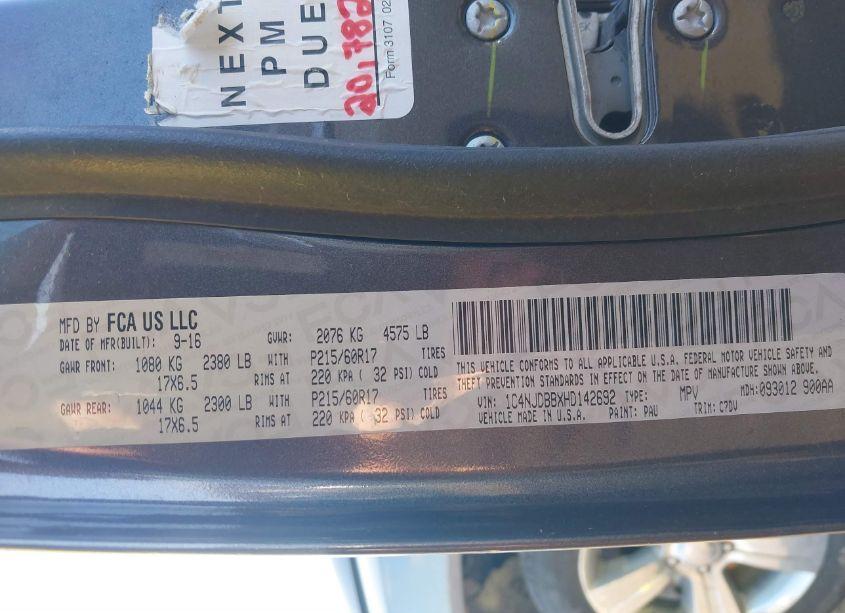 NEXT
PM
DUE
20,782
Form 3107 02
MFD BY FCA US LLC
DATE OF MFR(BUILT): 9-16 GVWR: 2076 KG 4575 LB
GAWR FRONT: 1080 KG 2380 LB WITH P215/60R17 TIRES
17X6.5 RIMS AT 220 KPA ( 32 PSI) COLD
GAWR REAR: 1044 KG 2300 LB WITH P215/60R17 TIRES
17X6.5 RIMS AT 220 KPA ( 32 PSI) COLD
THIS VEHICLE CONFORMS TO ALL APPLICABLE U.S.A. FEDERAL MOTOR VEHICLE SAFETY AND
THEFT PREVENTION STANDARDS IN EFFECT ON THE DATE OF MANUFACTURE SHOWN ABOVE.
VIN: 1C4NJDBBXHD142692 TYPE: MPV MDH: 093012 900AA
VEHICLE MADE IN U.S.A. PAINT: PAU TRIM: C7DV